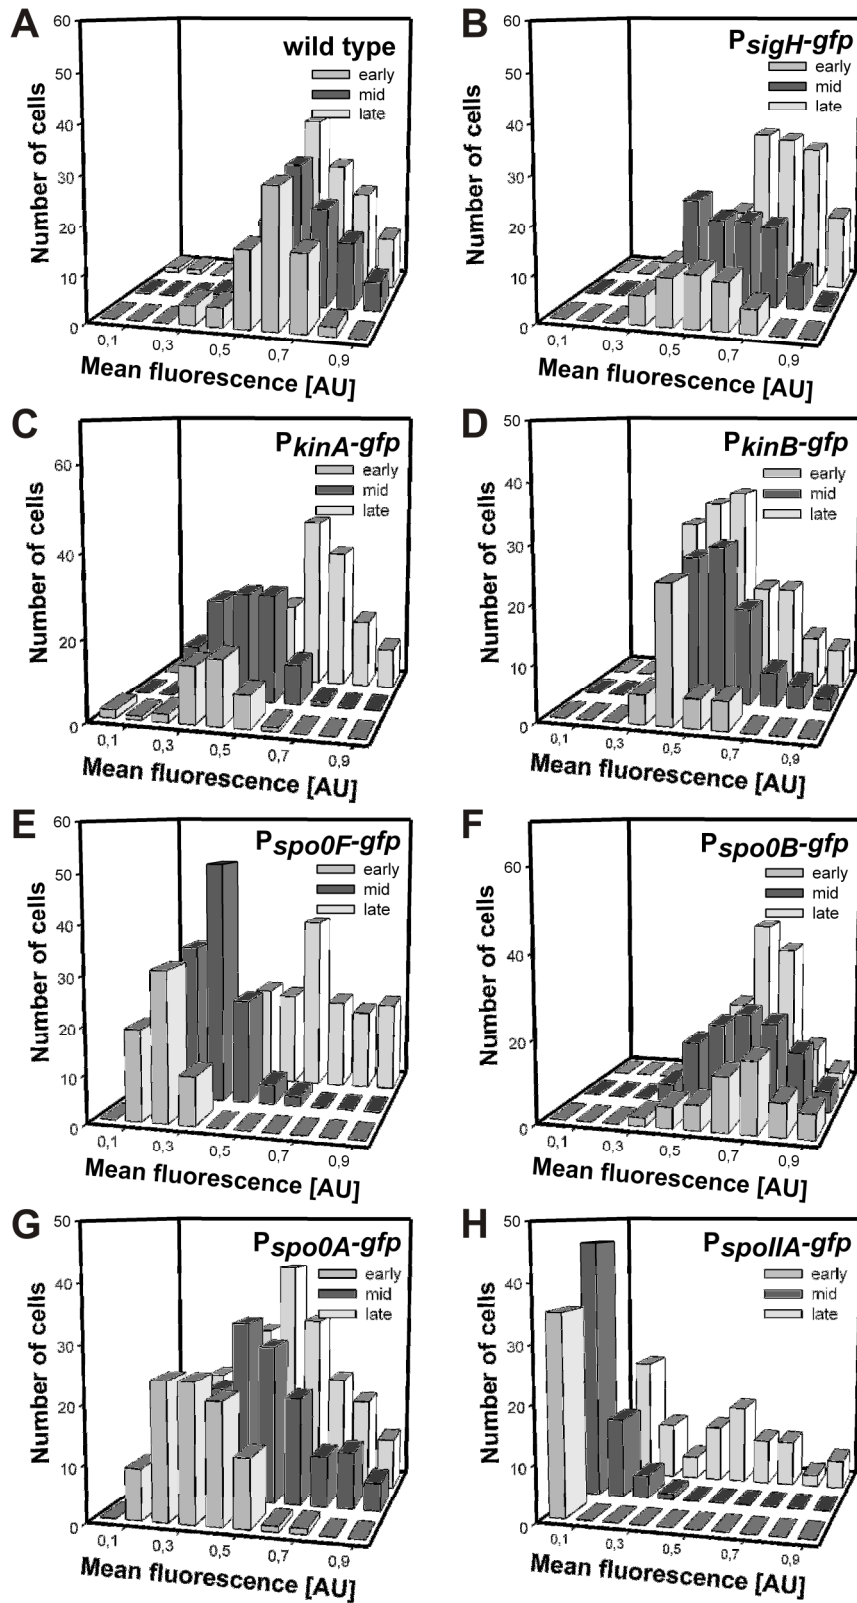 A
wild type
early
mid
late
60
50
40
30
20
10
0
Number of cells
0,1
0,3
0,5
0,7
0,9
Mean fluorescence [AU]
B
PsigH-gfp
early
mid
late
60
50
40
30
20
10
0
Number of cells
0,1
0,3
0,5
0,7
0,9
Mean fluorescence [AU]
C
PkinA-gfp
early
mid
late
60
40
20
0
Number of cells
0,1
0,3
0,5
0,7
0,9
Mean fluorescence [AU]
D
PkinB-gfp
early
mid
late
50
40
30
20
10
0
Number of cells
0,1
0,3
0,5
0,7
0,9
Mean fluorescence [AU]
E
Pspo0F-gfp
early
mid
late
60
50
40
30
20
10
0
Number of cells
0,1
0,3
0,5
0,7
0,9
Mean fluorescence [AU]
F
Pspo0B-gfp
early
mid
late
60
40
20
0
Number of cells
0,1
0,3
0,5
0,7
0,9
Mean fluorescence [AU]
G
Pspo0A-gfp
early
mid
late
50
40
30
20
10
0
Number of cells
0,1
0,3
0,5
0,7
0,9
Mean fluorescence [AU]
H
PspoIIA-gfp
early
mid
late
50
40
30
20
10
0
Number of cells
0,1
0,3
0,5
0,7
0,9
Mean fluorescence [AU]